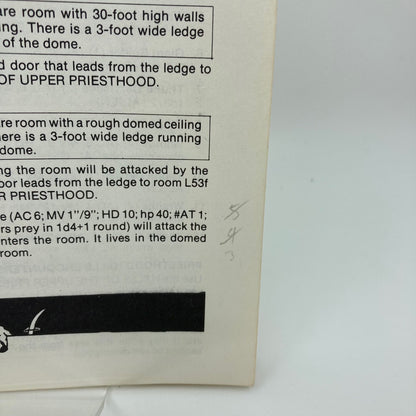 are room with 30-foot high walls
ning. There is a 3-foot wide ledge
of the dome.
d door that leads from the ledge to
OF UPPER PRIESTHOOD.
are room with a rough domed ceiling
here is a 3-foot wide ledge running
dome.
ng the room will be attacked by the
oor leads from the ledge to room L53f
R PRIESTHOOD.
e (AC 6; MV 1"/9"; HD 10; hp 40; #AT 1;
rs prey in 1d4+1 round) will attack the
nters the room. It lives in the domed
room.
5
4
3